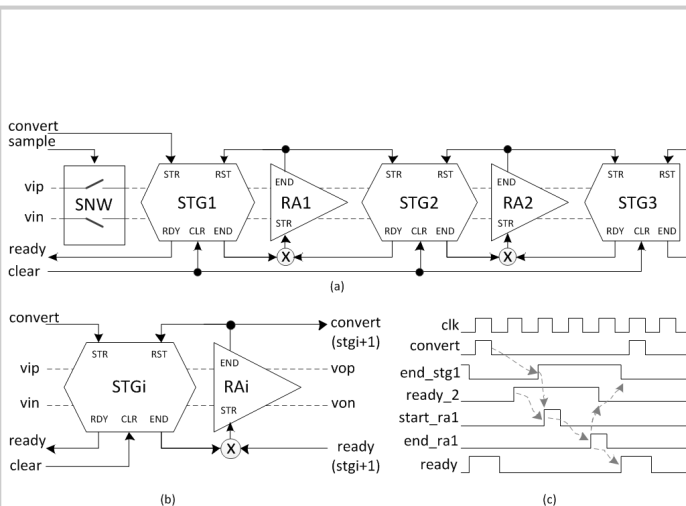 convert
sample
STR RST END STR RST END STR RST
vip
SNW STG1 RA1 STG2 RA2 STG3
vin
STR STR
RDY CLR END RDY CLR END RDY CLR END
ready
X X
clear
(a)
convert convert
(stgi+1)
STR RST
END
vip vop
STGi RAi
vin von
STR
RDY CLR END
ready X ready
(stgi+1)
clear
(b)
clk
convert
end_stg1
ready_2
start_ra1
end_ra1
ready
(c)